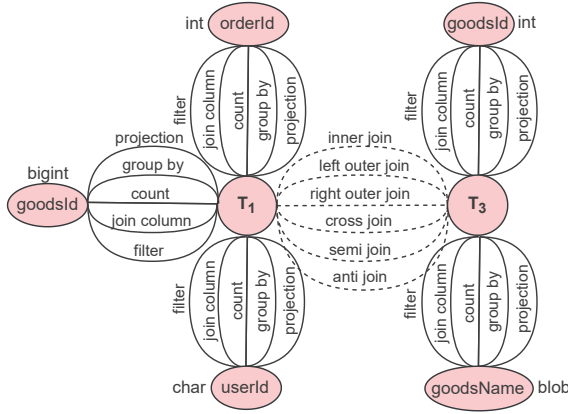 int orderId
goodsId int
filter
join column
count
group by
projection
filter
join column
count
group by
projection
projection
group by
bigint
goodsId
count
join column
filter
T1
inner join
left outer join
right outer join
cross join
semi join
anti join
T3
filter
join column
count
group by
projection
filter
join column
count
group by
projection
char userId
goodsName blob